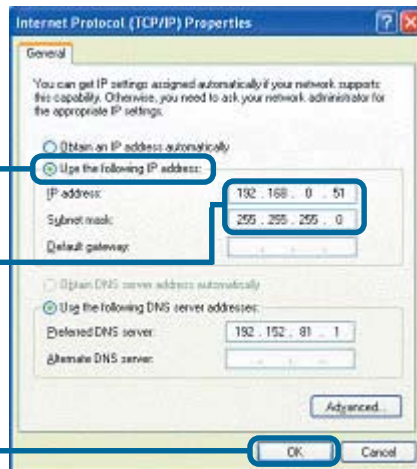 Internet Protocol (TCP/IP) Properties
General
You can get IP settings assigned automatically if your network supports
this capability. Otherwise, you need to ask your network administrator for
the appropriate IP settings.
Obtain an IP address automatically
Use the following IP address:
IP address: 192 . 168 . 0 . 51
Subnet mask: 255 . 255 . 255 . 0
Default gateway: . . .
Obtain DNS server address automatically
Use the following DNS server addresses:
Preferred DNS server: 192 . 152 . 81 . 1
Alternate DNS server: . . .
Advanced...
OK Cancel